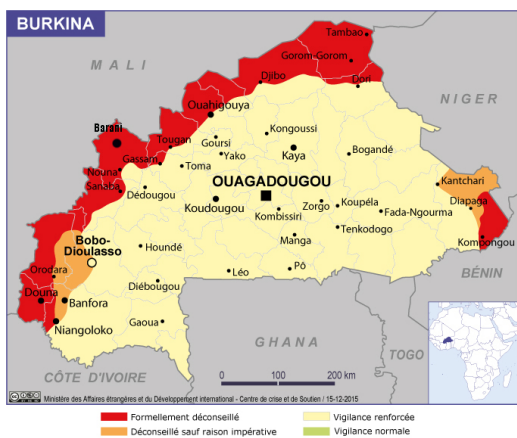 BURKINA
Tambao
MALI
Gorom-Gorom
Djibo
Dori
NIGER
Ouahigouya
Barani
Kongoussi
Tougan
Goursi
Gassam
Yako
Kaya
Bogandé
Nouna
Toma
Kantchari
Sanaba
OUAGADOUGOU
Dédougou
Koudougou
Zorgo
Koupéla
Diapaga
Kombissiri
Fada-Ngourma
Bobo-
Dioulasso
Manga
Tenkodogo
Kompongou
Houndé
Orodara
Léo
Pô
BÉNIN
Douna
Diébougou
Banfora
Niangoloko
Gaoua
GHANA
TOGO
CÔTE D'IVOIRE
0 100 200 km
Ministère des Affaires étrangères et du Développement international - Centre de crise et de Soutien / 15-12-2015
Formellement déconseillé
Vigilance renforcée
Déconseillé sauf raison impérative
Vigilance normale